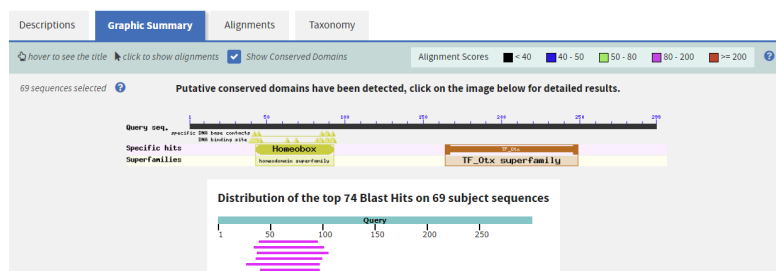 Descriptions Graphic Summary Alignments Taxonomy
hover to see the title click to show alignments Show Conserved Domains Alignment Scores < 40 40 - 50 50 - 80 80 - 200 >= 200 ?
69 sequences selected ? Putative conserved domains have been detected, click on the image below for detailed results.
1 50 100 150 200 250 299
Query seq.
specific DNA base contacts
DNA binding site
Specific hits Homeobox TF_Otx
Superfamilies homeodomain superfamily TF_Otx superfamily
Distribution of the top 74 Blast Hits on 69 subject sequences
Query
1 50 100 150 200 250